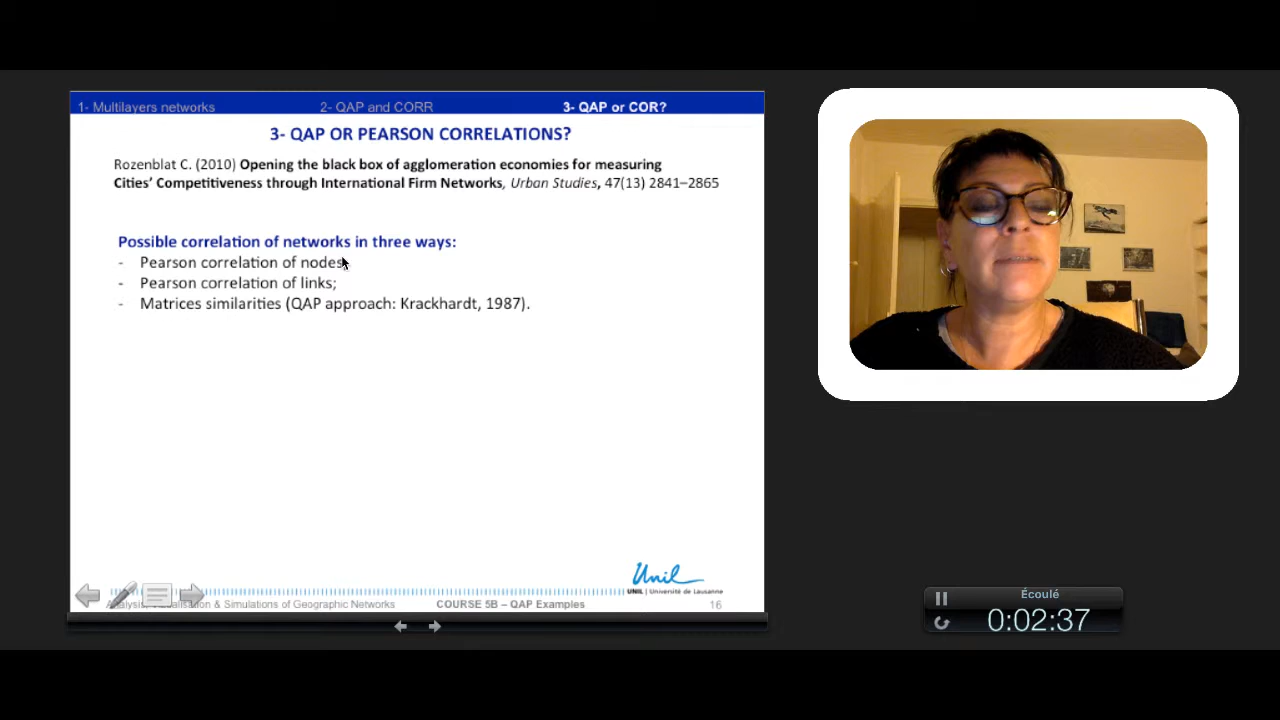 1- Multilayers networks 2- QAP and CORR 3- QAP or COR?
3- QAP OR PEARSON CORRELATIONS?
Rozenblat C. (2010) Opening the black box of agglomeration economies for measuring
Cities' Competitiveness through International Firm Networks, Urban Studies, 47(13) 2841–2865
Possible correlation of networks in three ways:
- Pearson correlation of nodes
- Pearson correlation of links;
- Matrices similarities (QAP approach: Krackhardt, 1987).
Unil
UNIL | Université de Lausanne
& Simulations of Geographic Networks COURSE 5B – QAP Examples 16
Écoulé
0:02:37